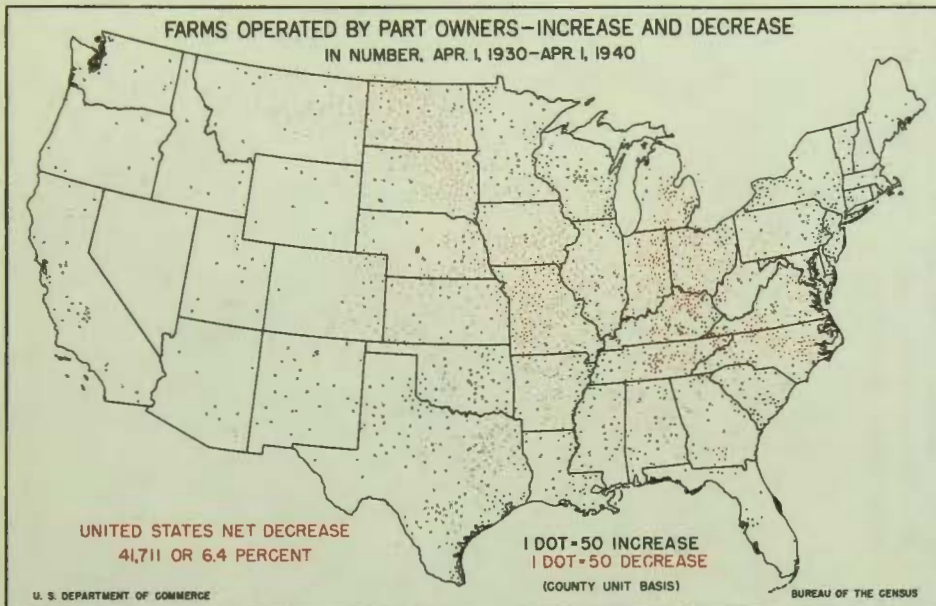 FARMS OPERATED BY PART OWNERS—INCREASE AND DECREASE
IN NUMBER, APR. 1, 1930—APR. 1, 1940
UNITED STATES NET DECREASE
41,711 OR 6.4 PERCENT
1 DOT=50 INCREASE
1 DOT=50 DECREASE
(COUNTY UNIT BASIS)
U. S. DEPARTMENT OF COMMERCE
BUREAU OF THE CENSUS